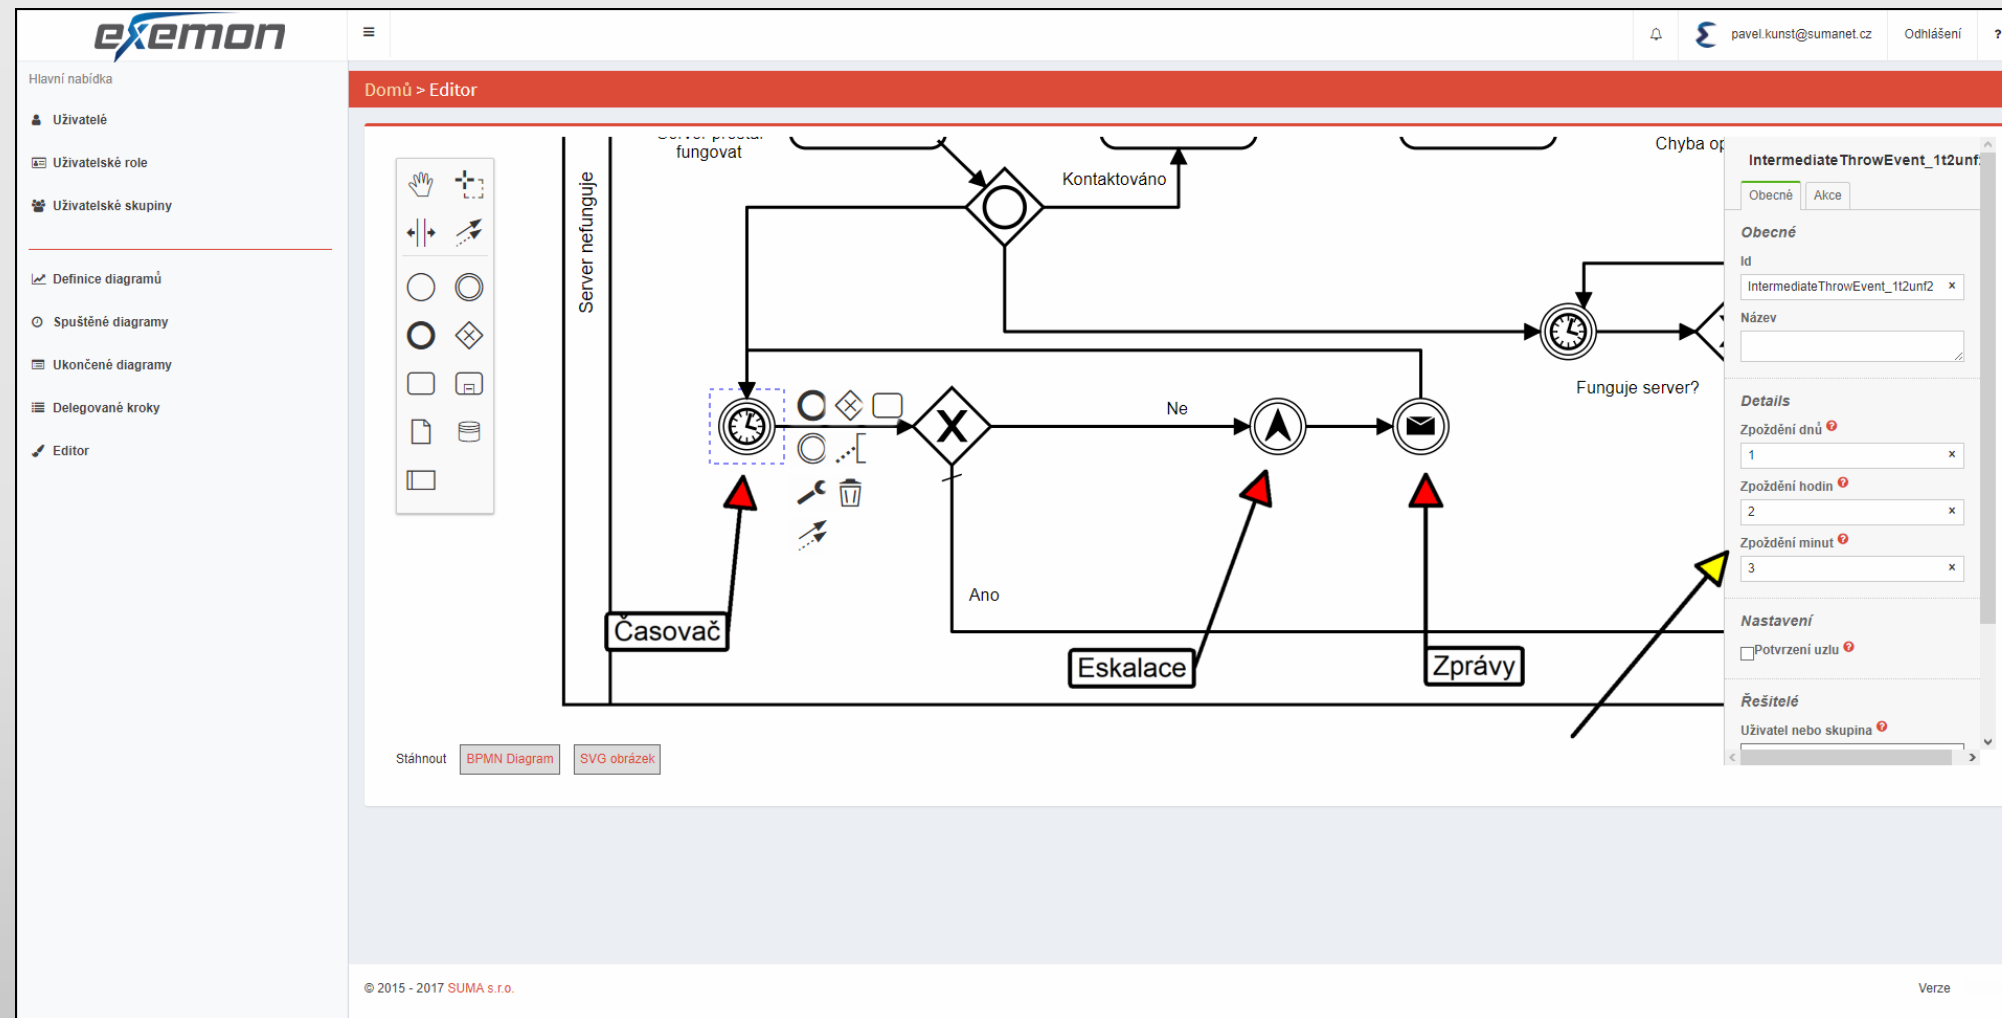 exemon
≡
pavel.kunst@sumanet.cz
Odhlášení
?
Hlavní nabídka
Uživatelé
Uživatelské role
Uživatelské skupiny
Definice diagramů
Spuštěné diagramy
Ukončené diagramy
Delegované kroky
Editor
Domů > Editor
fungovat
Server nefunguje
Kontaktováno
Chyba op
Funguje server?
Ne
Ano
Časovač
Eskalace
Zprávy
IntermediateThrowEvent_1t2unf
Obecné
Akce
Obecné
Id
IntermediateThrowEvent_1t2unf2 x
Název
Details
Zpoždění dnů ?
1 x
Zpoždění hodin ?
2 x
Zpoždění minut ?
3 x
Nastavení
Potvrzení uzlu ?
Řešitelé
Uživatel nebo skupina ?
Stáhnout
BPMN Diagram
SVG obrázek
© 2015 - 2017 SUMA s.r.o.
Verze